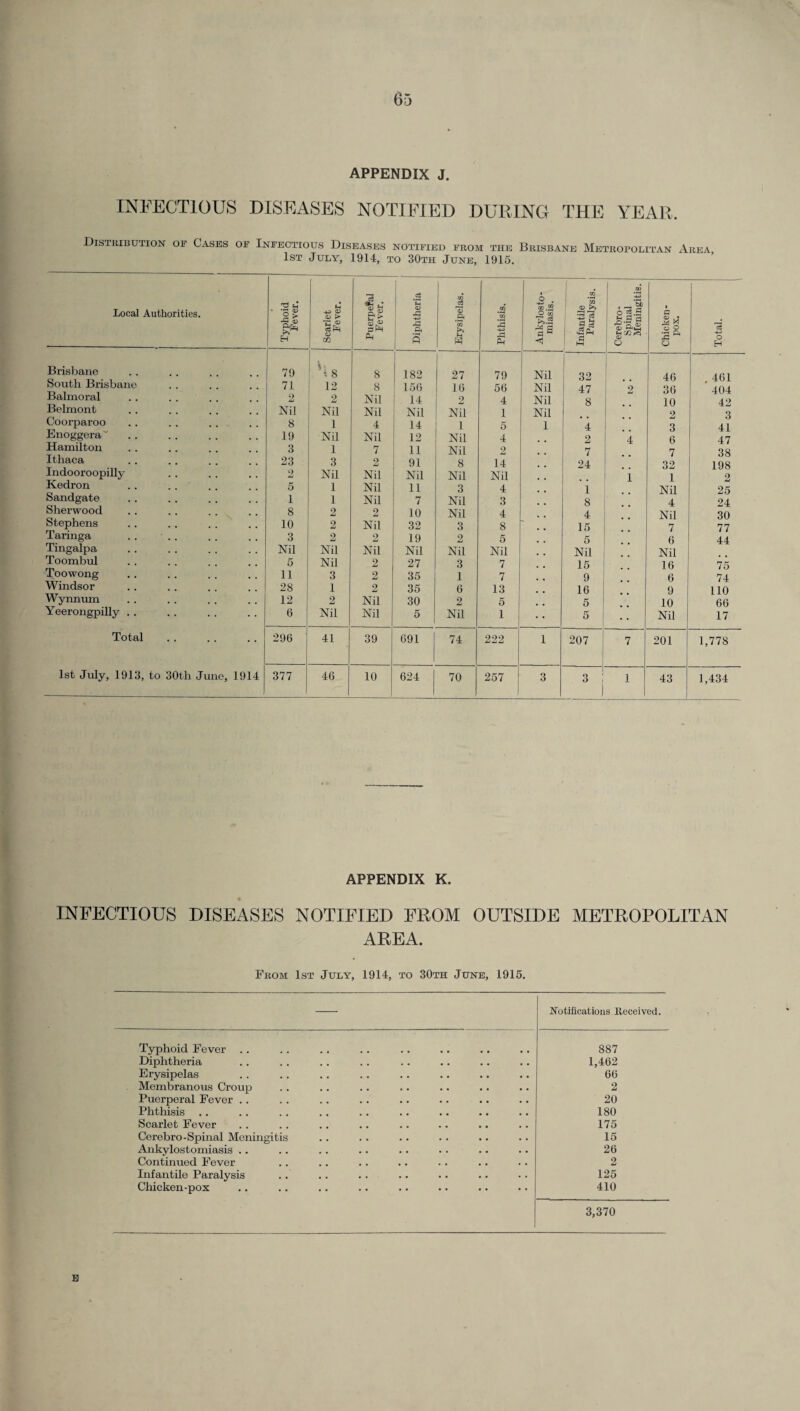 65
APPENDIX J.
INFECTIOUS DISEASES NOTIFIED DURING THE YEAR.
Distribution of Cases of Infectious Diseases notified from the Brisbane Metropolitan Area,
1st July, 1914, to 30th June, 1915.
Local Authorities. Typhoid Fever. Scarlet Fever. Puerperal Fever. Diphtheria Erysipelas. Phthisis. Ankylosto-miasis. Infantile Paralysis. Cerebro-Spinal Meningitis. Chicken-pox. Total.
Brisbane .. .. .. .. 79 8 8 182 27 79 Nil 32 .. 46 461
South Brisbane .. .. .. 71 12 8 156 16 56 Nil 47 2 36 404
Balmoral .. .. .. .. 2 2 Nil 14 2 4 Nil 8 .. 10 42
Belmont .. .. .. .. Nil Nil Nil Nil Nil 1 Nil .. .. 2 3
Coorparoo .. .. .. .. 8 1 4 14 1 5 1 4 .. 3 41
Enoggera .. .. .. .. 19 Nil Nil 12 Nil 4 .. 2 4 6 47
Hamilton .. .. .. .. 3 1 7 11 Nil 2 .. 7 .. 7 38
Ithaca .. .. .. .. 23 3 2 91 8 14 .. 24 .. 32 198
Indooroopilly .. .. .. 2 Nil Nil Nil Nil Nil .. .. 1 1 2
Kedron .. .. .. .. 5 1 Nil 11 3 4 .. 1 .. Nil 25
Sandgate .. .. .. .. 1 1 Nil 7 Nil 3 .. 8 .. 4 24
Sherwood .. .. .. .. 8 2 2 10 Nil 4 .. 4 .. Nil 30
Stephens .. .. .. .. 10 2 Nil 32 3 8 .. 15 .. 7 77
Taringa .. .. .. .. 3 2 2 19 2 5 .. 5 .. 6 44
Tingalpa .. .. .. .. Nil Nil Nil Nil Nil Nil .. Nil .. Nil ..
Toombul .. .. .. .. 5 Nil 2 27 3 7 .. 15 .. 16 75
Toowong .. .. .. .. 11 3 2 35 1 7 .. 9 .. 6 74
Windsor .. .. .. .. 28 1 2 35 6 13 .. 16 .. 9 110
Wynnum .. .. .. .. 12 2 Nil 30 2 5 .. 5 .. 10 66
Yeerongpilly .. .. .. .. 6 Nil Nil 5 Nil 1 .. 5 .. Nil 17
Total .. .. .. 296 41 39 691 74 222 1 207 7 201 1,778
1st July, 1913, to 30th June, 1914 377 46 10 624 70 257 3 3 1 43 1,434
APPENDIX K.
INFECTIOUS DISEASES NOTIFIED FROM OUTSIDE METROPOLITAN
AREA.
From 1st July, 1914, to 30th June, 1915.
— Notifications Received.
Typhoid Fever .. .. .. .. .. .. .. .. 887
Diphtheria .. .. .. .. .. .. .. .. 1,462
Erysipelas .. .. .. .. .. .. .. .. 66
Membranous Croup .. .. .. .. .. .. .. 2
Puerperal Fever .. .. .. .. .. .. .. .. 20
Phthisis .. .. .. .. .. .. .. .. .. 180
Scarlet Fever .. .. .. .. .. .. .. .. 175
Cerebro-Spinal Meningitis .. .. .. .. .. .. 15
Ankylostomiasis .. .. .. .. .. .. .. .. 26
Continued Fever .. .. .. .. .. .. .. 2
Infantile Paralysis .. .. .. .. .. .. .. 125
Chicken-pox .. .. .. .. .. .. .. .. 410
3,370
E